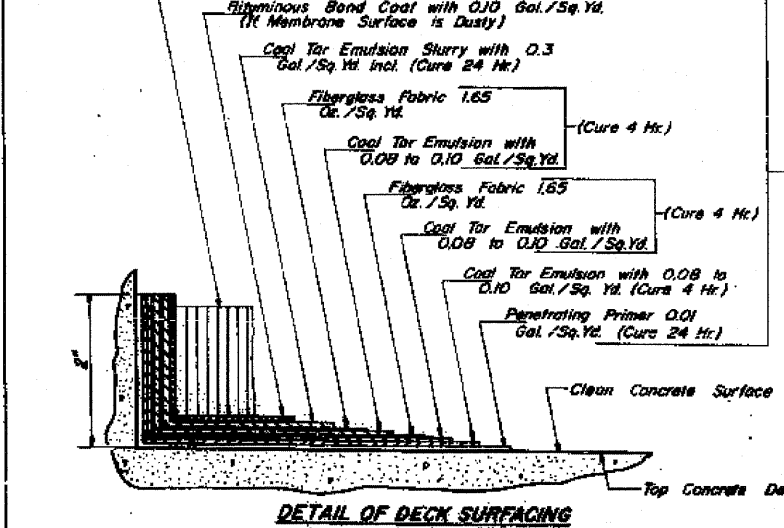 Bituminous Bond Coat with 0.10 Gal./Sq. Yd.
(If Membrane Surface is Dusty)
Coal Tar Emulsion Slurry with 0.3
Gal./Sq. Yd. Incl. (Cure 24 Hr.)
Fiberglass Fabric 1.65
Oz./Sq. Yd.
(Cure 4 Hr.)
Coal Tar Emulsion with
0.08 to 0.10 Gal./Sq.Yd.
Fiberglass Fabric 1.65
Oz./Sq. Yd.
(Cure 4 Hr.)
Coal Tar Emulsion with
0.08 to 0.10 Gal./Sq.Yd.
Coal Tar Emulsion with 0.08 to
0.10 Gal./Sq. Yd. (Cure 4 Hr.)
Penetrating Primer 0.01
Gal./Sq.Yd. (Cure 24 Hr.)
2"
Clean Concrete Surface
Top Concrete De
DETAIL OF DECK SURFACING